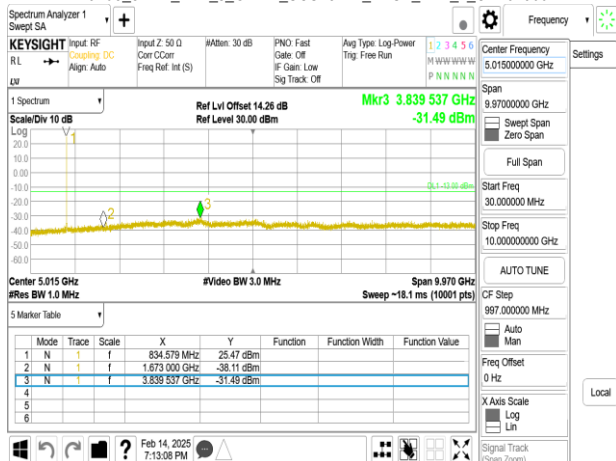 Spectrum Analyzer 1
Swept SA
Frequency
KEYSIGHT
RL
Input: RF
Coupling: DC
Align: Auto
Input Z: 50 Ω
Corr CCorr
Freq Ref: Int (S)
#Atten: 30 dB
PNO: Fast
Gate: Off
IF Gain: Low
Sig Track: Off
Avg Type: Log-Power
Trig: Free Run
1 2 3 4 5 6
M W W W W W
P N N N N N
LXI
1 Spectrum
Scale/Div 10 dB
Ref Lvl Offset 14.26 dB
Ref Level 30.00 dBm
Mkr3 3.839 537 GHz
-31.49 dBm
Log
20.0
10.0
0.00
-10.0
-20.0
-30.0
-40.0
-50.0
-60.0
1
2
3
DL1 -13.00 dBm
Center 5.015 GHz
#Video BW 3.0 MHz
Span 9.970 GHz
#Res BW 1.0 MHz
Sweep ~18.1 ms (10001 pts)
5 Marker Table
Mode Trace Scale X Y Function Function Width Function Value
1 N 1 f 834.579 MHz 25.47 dBm
2 N 1 f 1.673 000 GHz -38.11 dBm
3 N 1 f 3.839 537 GHz -31.49 dBm
4
5
6
Feb 14, 2025
7:13:08 PM
?
Center Frequency
5.015000000 GHz
Settings
Span
9.97000000 GHz
Swept Span
Zero Span
Full Span
Start Freq
30.000000 MHz
Stop Freq
10.000000000 GHz
AUTO TUNE
CF Step
997.000000 MHz
Auto
Man
Freq Offset
0 Hz
Local
X Axis Scale
Log
Lin
Signal Track
(Span Zoom)